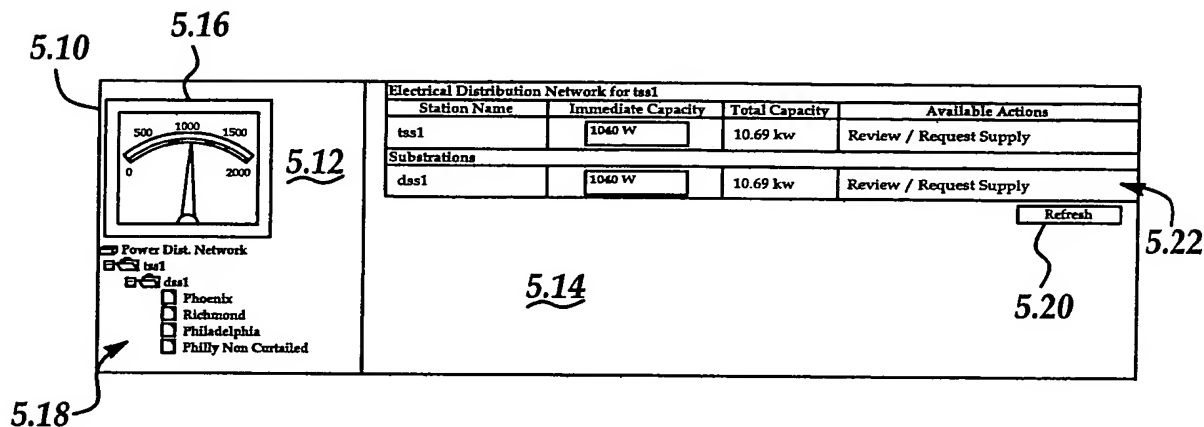 5.16
5.10
Electrical Distribution Network for tss1
Station Name Immediate Capacity Total Capacity Available Actions
tss1 1060 W 10.69 kw Review / Request Supply
Substrations
dss1 1060 W 10.69 kw Review / Request Supply
Refresh
5.22
5.20
500 1000 1500
0 2000
5.12
Power Dist. Network
tss1
dss1
Phoenix
Richmond
Philadelphia
Philly Non Curtailed
5.14
5.18